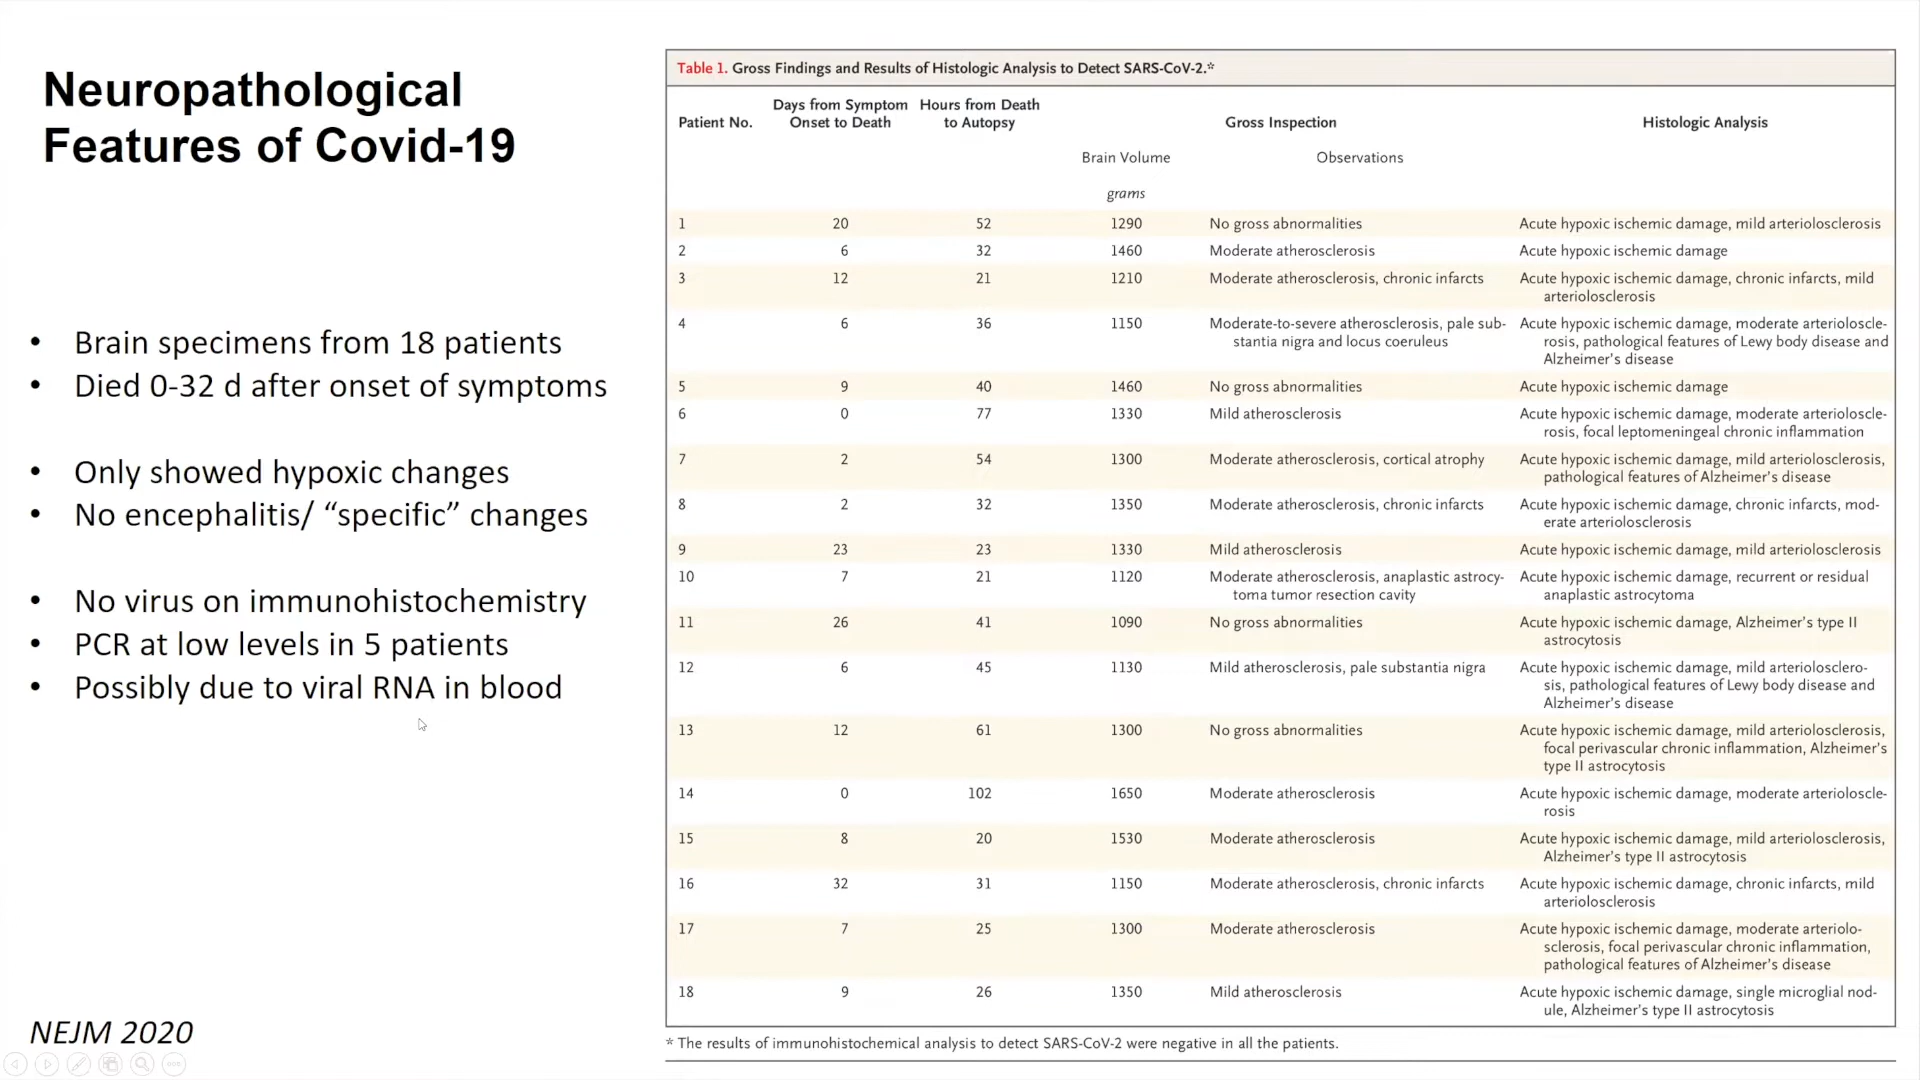 Neuropathological
Features of Covid-19
• Brain specimens from 18 patients
• Died 0-32 d after onset of symptoms
• Only showed hypoxic changes
• No encephalitis/ “specific” changes
• No virus on immunohistochemistry
• PCR at low levels in 5 patients
• Possibly due to viral RNA in blood
NEJM 2020
Table 1. Gross Findings and Results of Histologic Analysis to Detect SARS-CoV-2.*
Patient No. Days from Symptom Onset to Death Hours from Death to Autopsy Gross Inspection Histologic Analysis
Brain Volume Observations
grams
1 20 52 1290 No gross abnormalities Acute hypoxic ischemic damage, mild arteriolosclerosis
2 6 32 1460 Moderate atherosclerosis Acute hypoxic ischemic damage
3 12 21 1210 Moderate atherosclerosis, chronic infarcts Acute hypoxic ischemic damage, chronic infarcts, mild
arteriolosclerosis
4 6 36 1150 Moderate-to-severe atherosclerosis, pale sub- Acute hypoxic ischemic damage, moderate arterioloscle-
stantia nigra and locus coeruleus rosis, pathological features of Lewy body disease and
Alzheimer’s disease
5 9 40 1460 No gross abnormalities Acute hypoxic ischemic damage
6 0 77 1330 Mild atherosclerosis Acute hypoxic ischemic damage, moderate arterioloscle-
rosis, focal leptomeningeal chronic inflammation
7 2 54 1300 Moderate atherosclerosis, cortical atrophy Acute hypoxic ischemic damage, mild arteriolosclerosis,
pathological features of Alzheimer’s disease
8 2 32 1350 Moderate atherosclerosis, chronic infarcts Acute hypoxic ischemic damage, chronic infarcts, mod-
erate arteriolosclerosis
9 23 23 1330 Mild atherosclerosis Acute hypoxic ischemic damage, mild arteriolosclerosis
10 7 21 1120 Moderate atherosclerosis, anaplastic astrocy- Acute hypoxic ischemic damage, recurrent or residual
toma tumor resection cavity anaplastic astrocytoma
11 26 41 1090 No gross abnormalities Acute hypoxic ischemic damage, Alzheimer’s type II
astrocytosis
12 6 45 1130 Mild atherosclerosis, pale substantia nigra Acute hypoxic ischemic damage, mild arteriolosclero-
sis, pathological features of Lewy body disease and
Alzheimer’s disease
13 12 61 1300 No gross abnormalities Acute hypoxic ischemic damage, mild arteriolosclerosis,
focal perivascular chronic inflammation, Alzheimer’s
type II astrocytosis
14 0 102 1650 Moderate atherosclerosis Acute hypoxic ischemic damage, moderate arterioloscle-
rosis
15 8 20 1530 Moderate atherosclerosis Acute hypoxic ischemic damage, mild arteriolosclerosis,
Alzheimer’s type II astrocytosis
16 32 31 1150 Moderate atherosclerosis, chronic infarcts Acute hypoxic ischemic damage, chronic infarcts, mild
arteriolosclerosis
17 7 25 1300 Moderate atherosclerosis Acute hypoxic ischemic damage, moderate arteriolo-
sclerosis, focal perivascular chronic inflammation,
pathological features of Alzheimer’s disease
18 9 26 1350 Mild atherosclerosis Acute hypoxic ischemic damage, single microglial nod-
ule, Alzheimer’s type II astrocytosis
* The results of immunohistochemical analysis to detect SARS-CoV-2 were negative in all the patients.